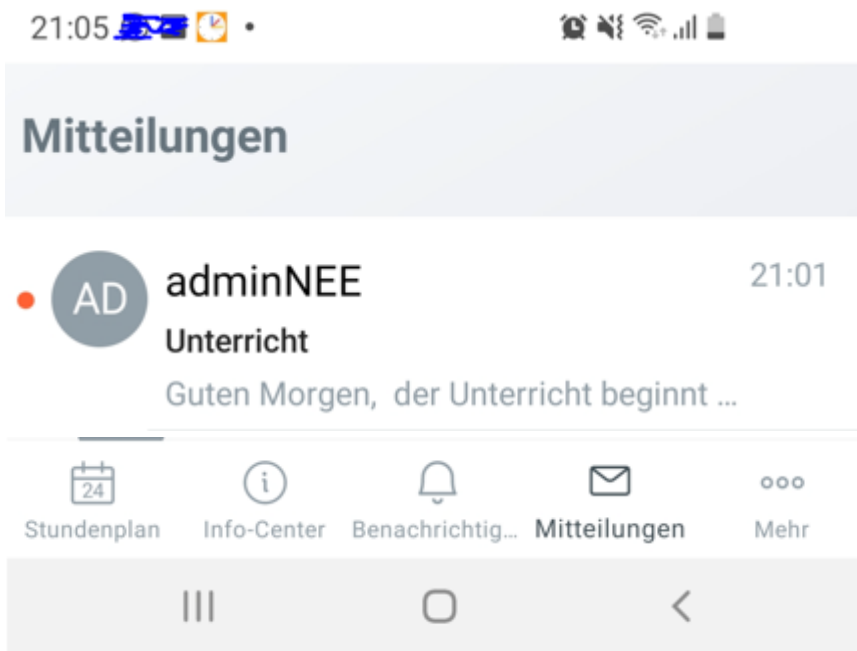 21:05
Mitteilungen
AD
adminNEE
21:01
Unterricht
Guten Morgen,  der Unterricht beginnt ...
24
Stundenplan
Info-Center
Benachrichtig...
Mitteilungen
Mehr